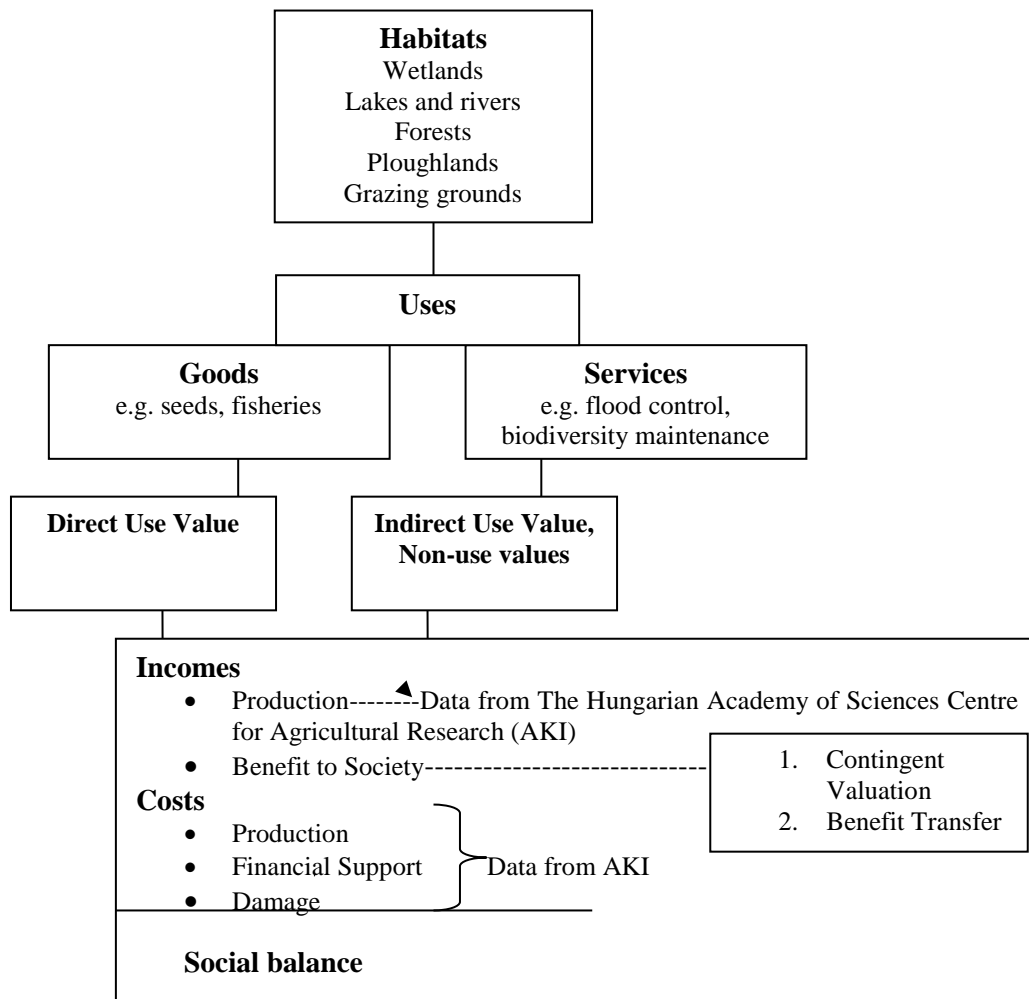 Habitats
Wetlands
Lakes and rivers
Forests
Ploughlands
Grazing grounds
Uses
Goods
e.g. seeds, fisheries
Services
e.g. flood control,
biodiversity maintenance
Direct Use Value
Indirect Use Value,
Non-use values
Incomes
• Production--------Data from The Hungarian Academy of Sciences Centre
for Agricultural Research (AKI)
• Benefit to Society
1. Contingent
Valuation
2. Benefit Transfer
Costs
• Production
• Financial Support
• Damage
Data from AKI
Social balance